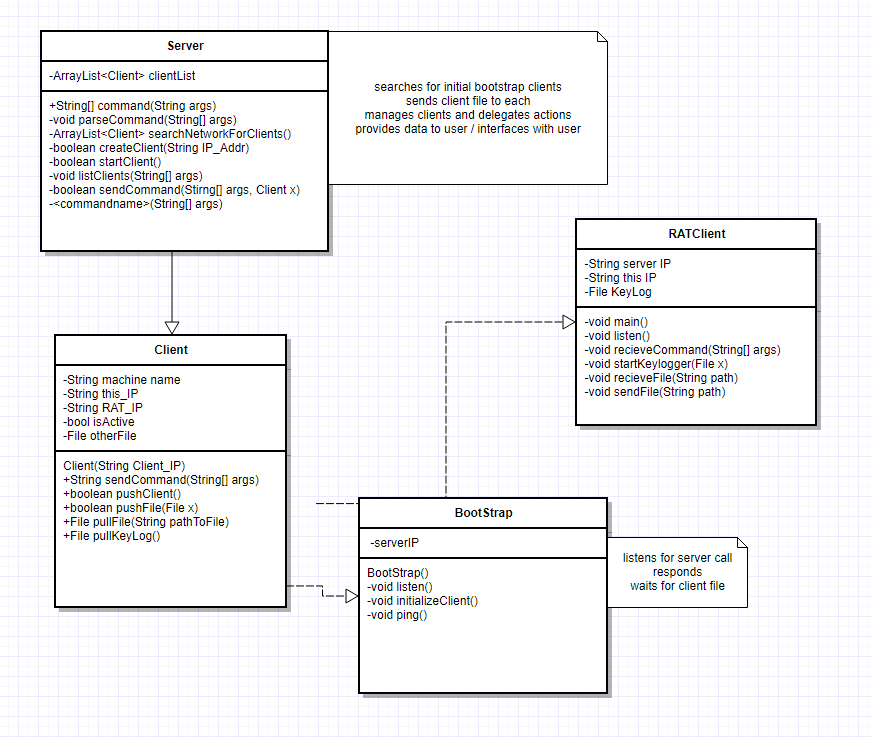 Server
-ArrayList<Client> clientList
+String[] command(String args)
-void parseCommand(String[] args)
-ArrayList<Client> searchNetworkForClients()
-boolean createClient(String IP_Addr)
-boolean startClient()
-void listClients(String[] args)
-boolean sendCommand(Stirng[] args, Client x)
-<commandname>(String[] args)
searches for initial bootstrap clients
sends client file to each
manages clients and delegates actions
provides data to user / interfaces with user
RATClient
-String server IP
-String this IP
-File KeyLog
-void main()
-void listen()
-void recieveCommand(String[] args)
-void startKeylogger(File x)
-void recieveFile(String path)
-void sendFile(String path)
Client
-String machine name
-String this_IP
-String RAT_IP
-bool isActive
-File otherFile
Client(String Client_IP)
+String sendCommand(String[] args)
+boolean pushClient()
+boolean pushFile(File x)
+File pullFile(String pathToFile)
+File pullKeyLog()
BootStrap
-serverIP
BootStrap()
-void listen()
-void initializeClient()
-void ping()
listens for server call
responds
waits for client file